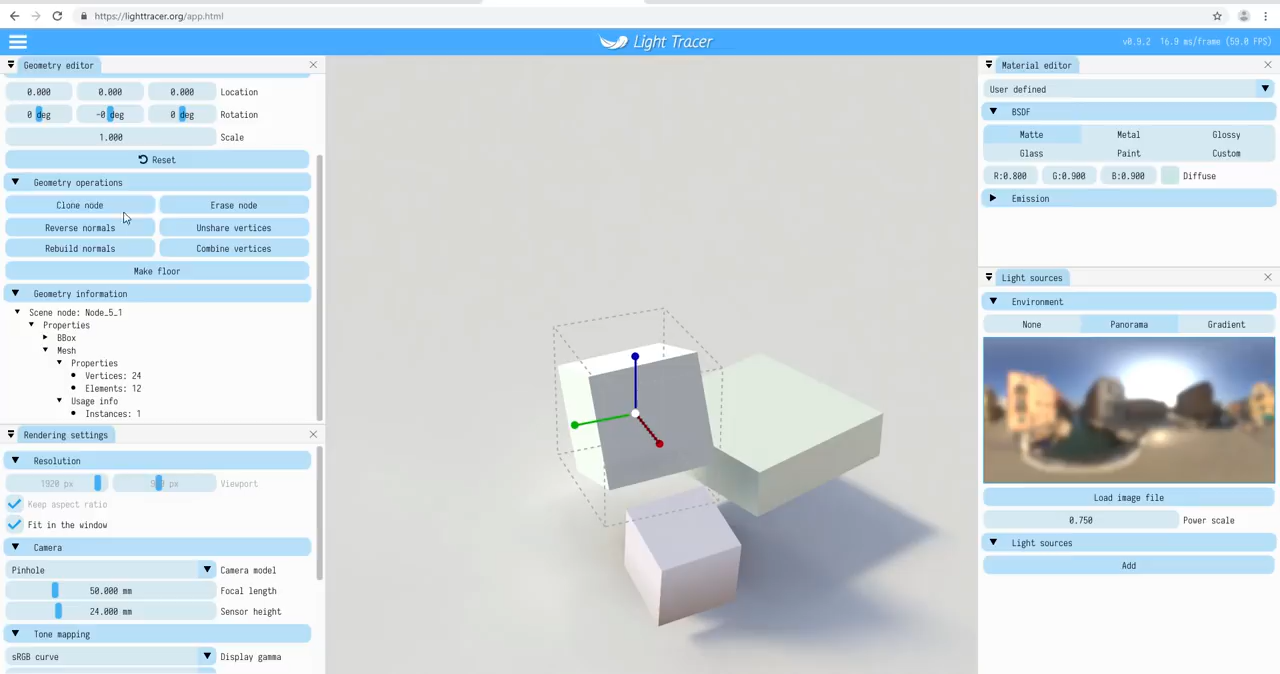 https://lighttracer.org/app.html
Light Tracer
v0.9.2 16.9 ms/frame (59.0 FPS)
Geometry editor
0.000 0.000 0.000 Location
0 deg -0 deg 0 deg Rotation
1.000 Scale
Reset
Geometry operations
Clone node Erase node
Reverse normals Unshare vertices
Rebuild normals Combine vertices
Make floor
Geometry information
Scene node: Node_5_1
Properties
BBox
Mesh
Properties
Vertices: 24
Elements: 12
Usage info
Instances: 1
Rendering settings
Resolution
1920 px px Viewport
Keep aspect ratio
Fit in the window
Camera
Pinhole Camera model
50.000 mm Focal length
24.000 mm Sensor height
Tone mapping
sRGB curve Display gamma
Material editor
User defined
BSDF
Matte Metal Glossy
Glass Paint Custom
R:0.800 G:0.900 B:0.900 Diffuse
Emission
Light sources
Environment
None Panorama Gradient
Load image file
0.750 Power scale
Light sources
Add